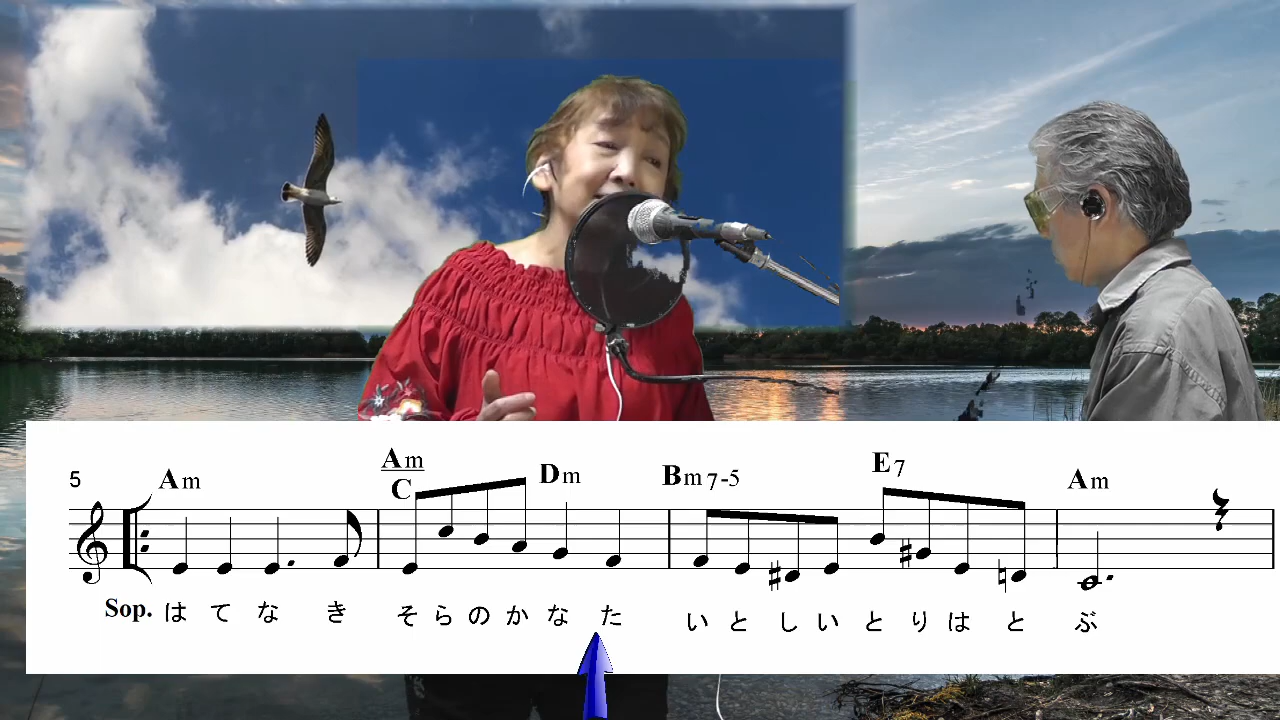 5 Am Am/C Dm Bm7-5 E7 Am
Sop. は て な き そ ら の か な た い と し い と り は と ぶ